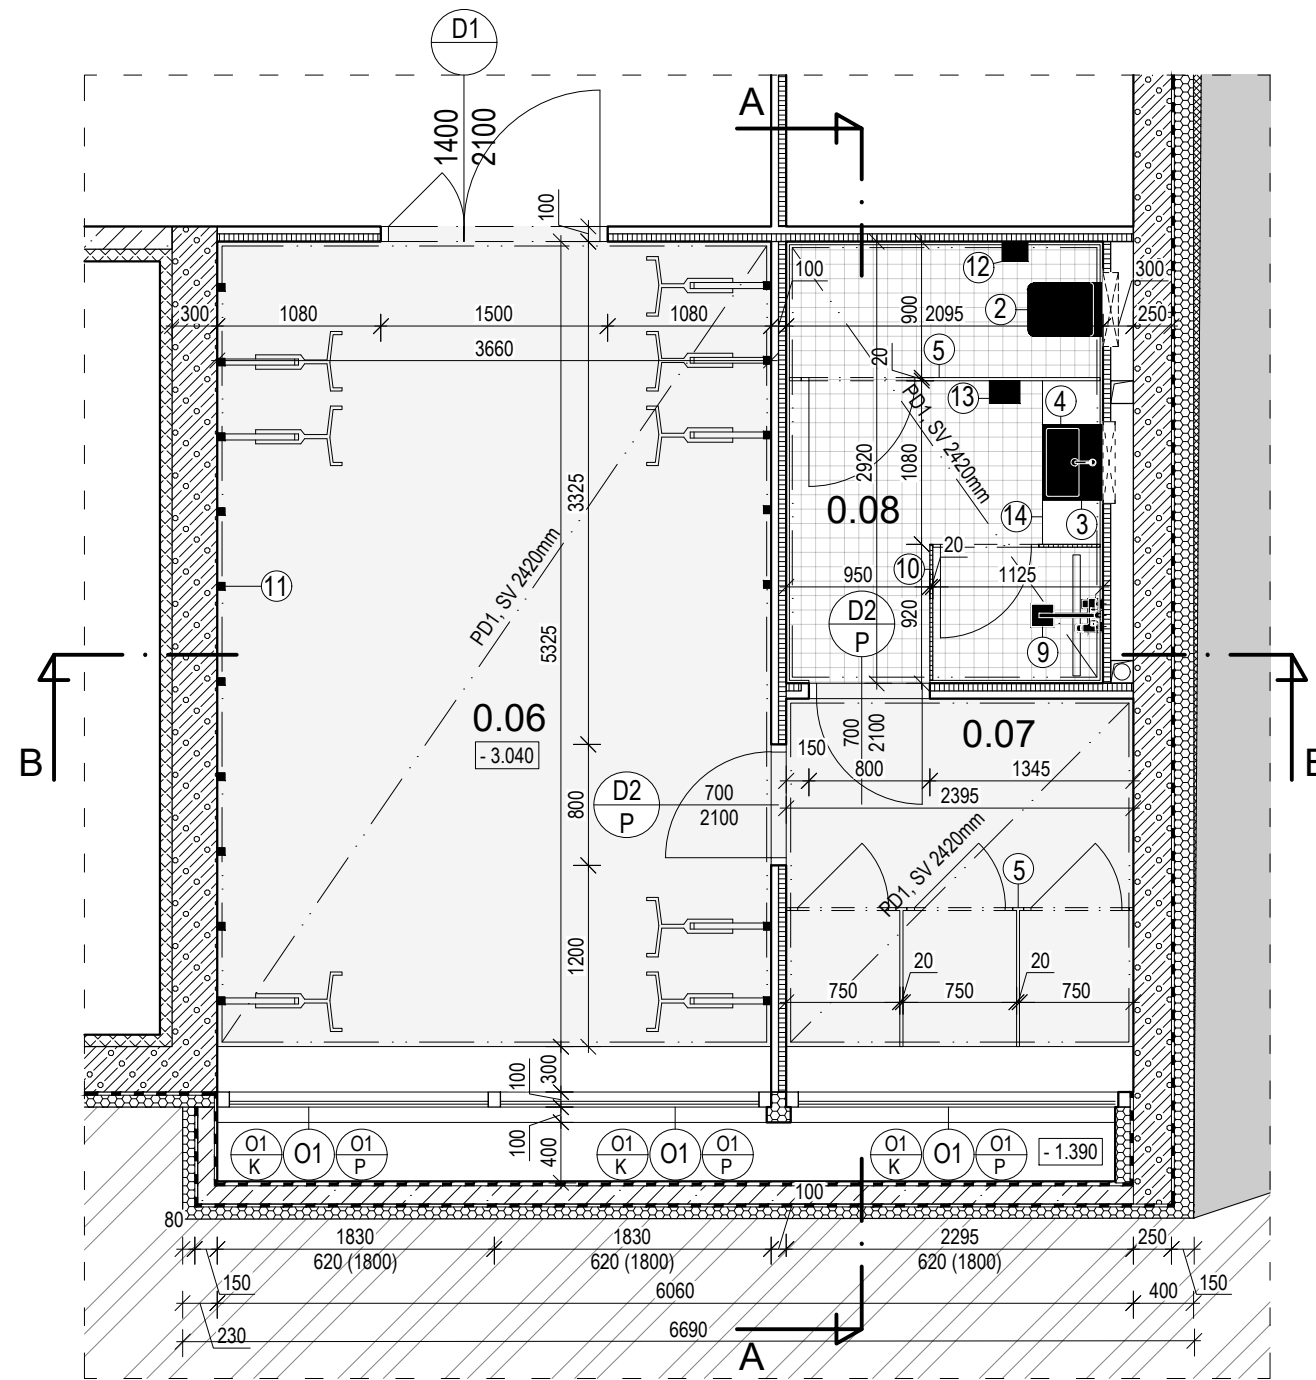 D1
1400
2100
A
100
12
300
100
2
300
1080
1500
1080
900
2095
250
3660
20
5
13
4
PD1, SV 2420mm
2920
1080
3325
0.08
14
3
20
11
PD1, SV 2420mm
950
10
1125
D2
P
920
9
5325
B
0.06
- 3.040
0.07
700
2100
150
800
1345
B
D2
P
700
2100
800
2395
PD1, SV 2420mm
5
1200
20
20
750
750
750
100
300
O1
K
O1
O1
P
100
400
O1
K
O1
O1
P
O1
K
O1
O1
P
- 1.390
100
80
1830
620 (1800)
1830
620 (1800)
2295
620 (1800)
250
150
6060
400
150
230
6690
A